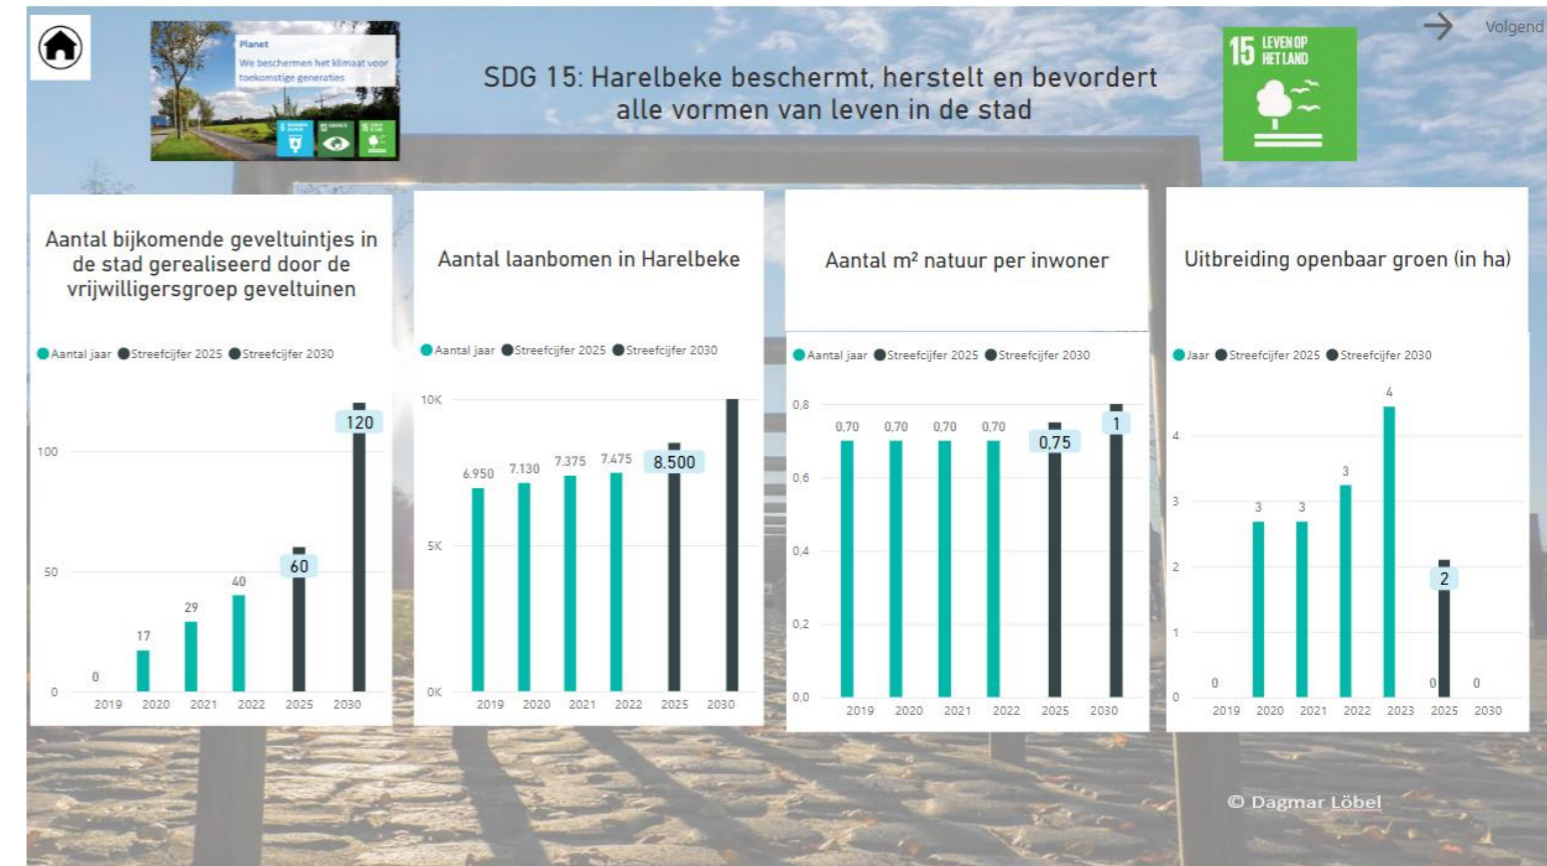 Planet
We beschermen het klimaat voor
toekomstige generaties
SDG 15: Harelbeke beschermt, herstelt en bevordert
alle vormen van leven in de stad
15 LEVEN OP
HET LAND
Volgend
Aantal bijkomende geveltuintjes in
de stad gerealiseerd door de
vrijwilligersgroep geveltuinen
Aantal jaar Streefcijfer 2025 Streefcijfer 2030
120
100
60
50
40
29
17
0
0
2019 2020 2021 2022 2025 2030
Aantal laanbomen in Harelbeke
Aantal jaar Streefcijfer 2025 Streefcijfer 2030
10K
6.950 7.130 7.375 7.475 8.500
5K
0K
2019 2020 2021 2022 2025 2030
Aantal m² natuur per inwoner
Aantal jaar Streefcijfer 2025 Streefcijfer 2030
0,8
0,70 0,70 0,70 0,70 0,75 1
0,6
0,4
0,2
0,0
2019 2020 2021 2022 2025 2030
Uitbreiding openbaar groen (in ha)
Jaar Streefcijfer 2025 Streefcijfer 2030
4
4
3
3
3 3
2
2
1
0 0 0
0
2019 2020 2021 2022 2023 2025 2030
© Dagmar Löbel